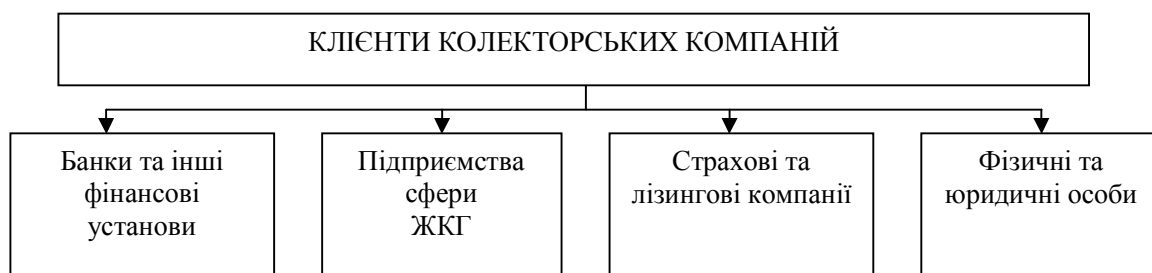 КЛІЄНТИ КОЛЕКТОРСЬКИХ КОМПАНІЙ
Банки та інші
фінансові
установи
Підприємства
сфери
ЖКГ
Страхові та
лізингові компанії
Фізичні та
юридичні особи